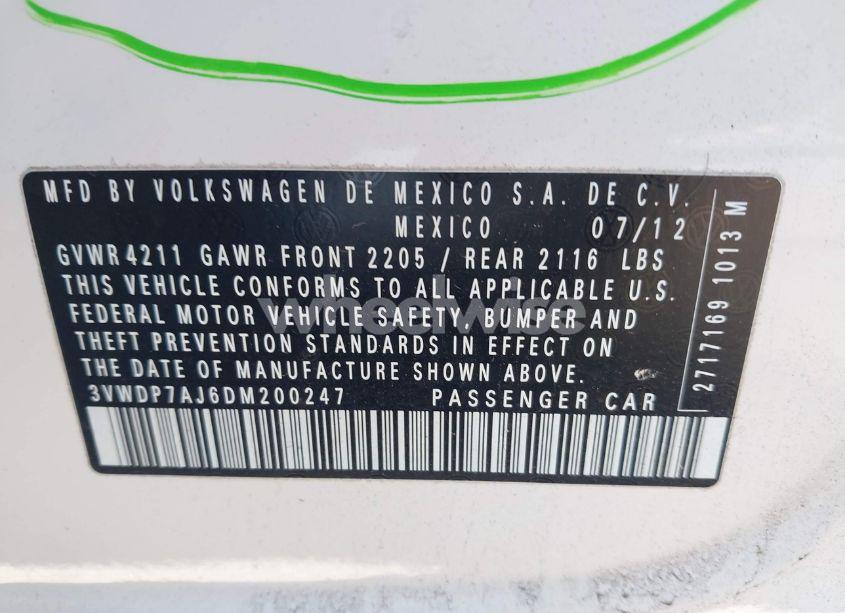 MFD BY VOLKSWAGEN DE MEXICO S.A. DE C.V.
MEXICO 07/12
GVWR 4211 GAWR FRONT 2205 / REAR 2116 LBS
THIS VEHICLE CONFORMS TO ALL APPLICABLE U.S.
FEDERAL MOTOR VEHICLE SAFETY, BUMPER AND
THEFT PREVENTION STANDARDS IN EFFECT ON
THE DATE OF MANUFACTURE SHOWN ABOVE.
3VWDP7AJ6DM200247 PASSENGER CAR
2717169 1013 M
wheelwise